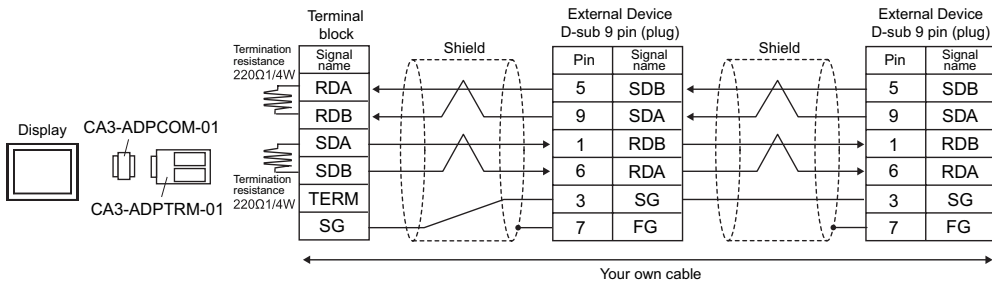 Terminal block
External Device
D-sub 9 pin (plug)
External Device
D-sub 9 pin (plug)
Termination resistance
220Ω1/4W
Signal name
Shield
Pin
Signal name
Shield
Pin
Signal name
RDA
5 SDB
5 SDB
RDB
9 SDA
9 SDA
Display
CA3-ADPCOM-01
SDA
1 RDB
1 RDB
SDB
6 RDA
6 RDA
Termination resistance
220Ω1/4W
CA3-ADPTRM-01
TERM
3 SG
3 SG
SG
7 FG
7 FG
Your own cable